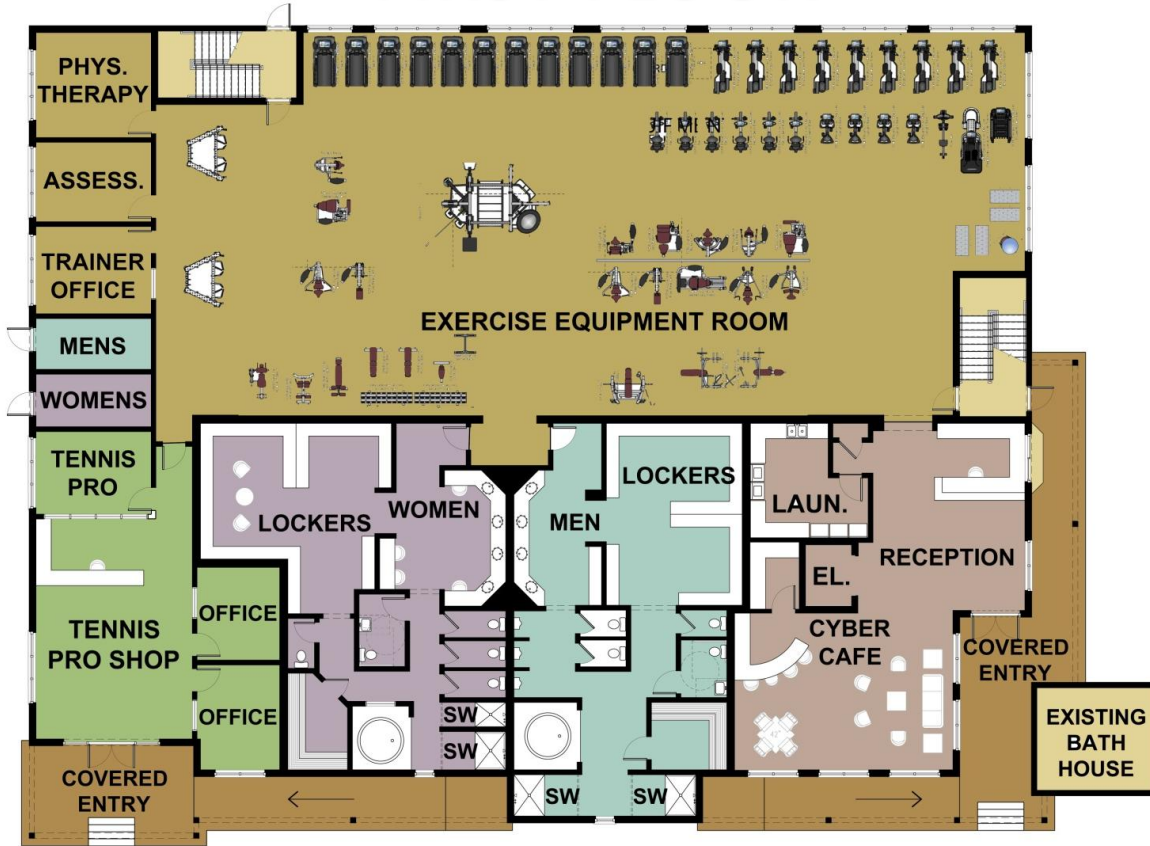 PHYS.
THERAPY
ASSESS.
TRAINER
OFFICE
EXERCISE EQUIPMENT ROOM
MENS
WOMENS
TENNIS
PRO
LOCKERS
WOMEN
MEN
LOCKERS
LAUN.
RECEPTION
EL.
OFFICE
TENNIS
PRO SHOP
CYBER
CAFE
COVERED
ENTRY
OFFICE
SW
SW
EXISTING
BATH
HOUSE
COVERED
ENTRY
SW
SW